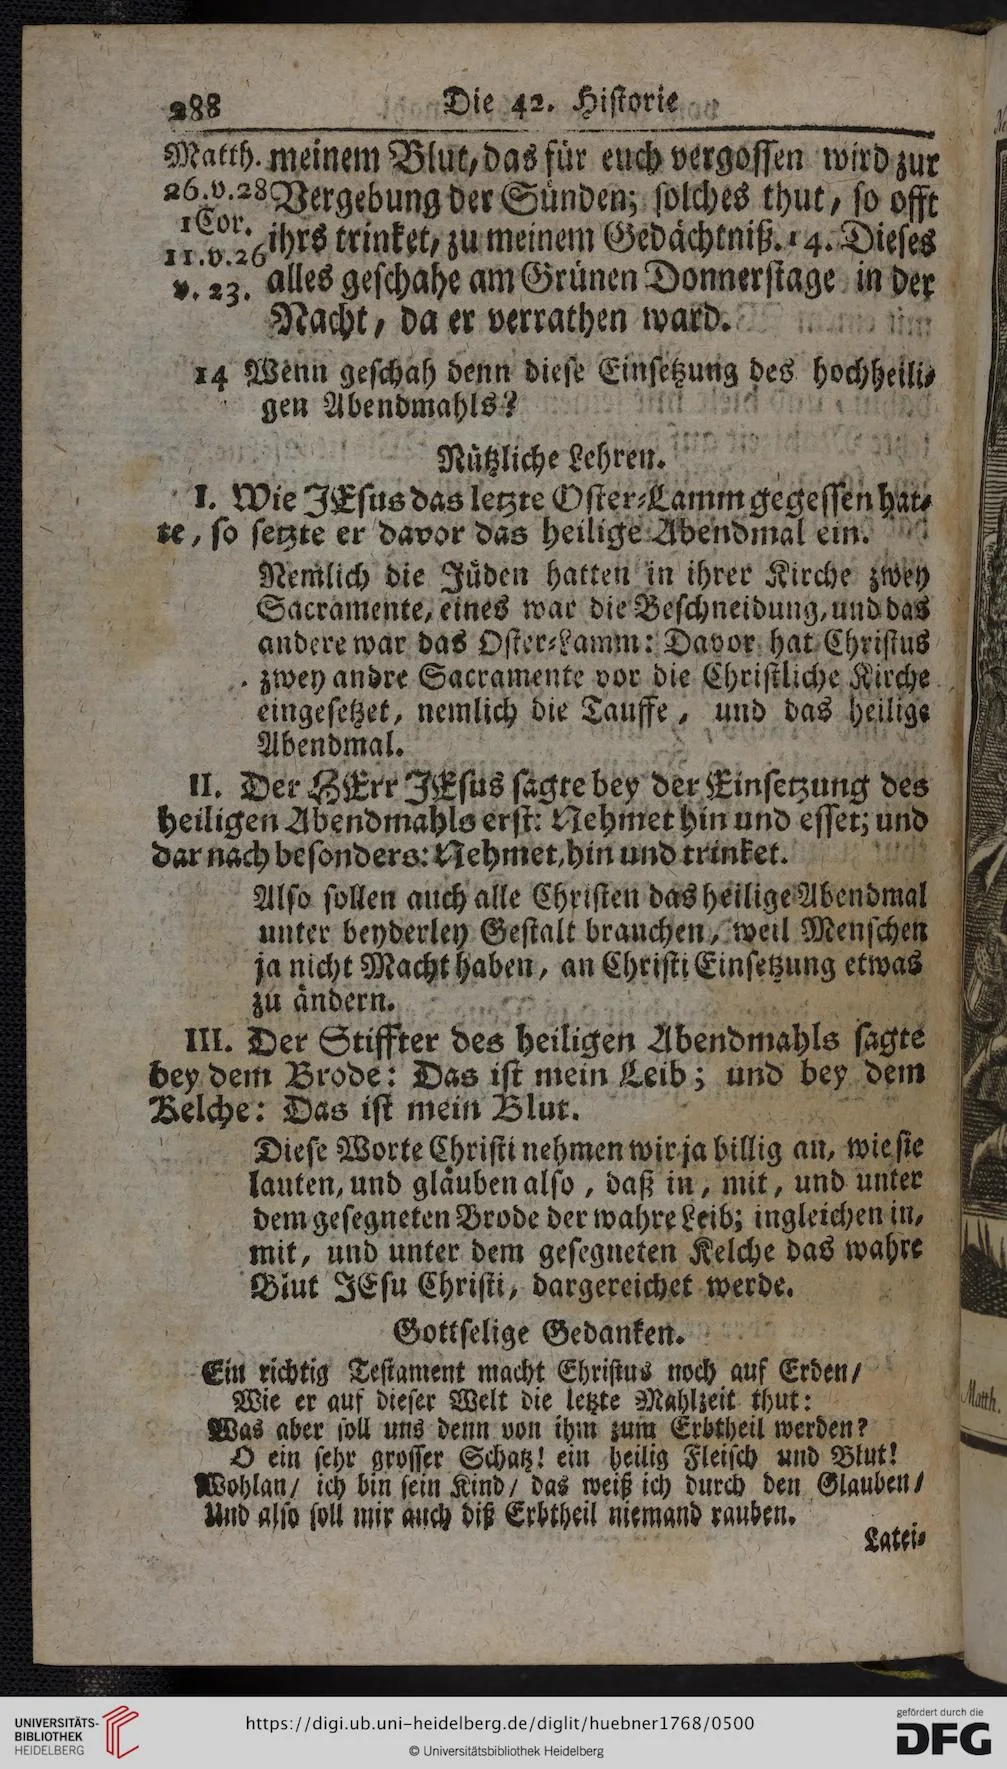 288 Die 42. Historie
Matth. meinem Blut, das für euch vergossen wird zur
26.v.28 Vergebung der Sünden; solches thut, so offt
1 Cor. ihrs trinket, zu meinem Gedächtniß. 14. Dieses
11.v.26
v. 23. alles geschahe am Grünen Donnerstage in der
Nacht, da er verrathen ward.
14 Wenn geschah denn diese Einsetzung des hochheili-
gen Abendmahls?
Nützliche Lehren.
I. Wie JEsus das letzte Oster-Lamm gegessen hat-
te, so setzte er davor das heilige Abendmal ein.
Nemlich die Jüden hatten in ihrer Kirche zwey
Sacramente, eines war die Beschneidung, und das
andere war das Oster-Lamm: Davor hat Christus
zwey andre Sacramente vor die Christliche Kirche
eingesetzet, nemlich die Tauffe, und das heilige
Abendmal.
II. Der HErr JEsus sagte bey der Einsetzung des
heiligen Abendmahls erst: Nehmet hin und esset; und
darnach besonders: Nehmet hin und trinket.
Also sollen auch alle Christen das heilige Abendmal
unter beyderley Gestalt brauchen, weil Menschen
ja nicht Macht haben, an Christi Einsetzung etwas
zu ändern.
III. Der Stiffter des heiligen Abendmahls sagte
bey dem Brode: Das ist mein Leib; und bey dem
Kelche: Das ist mein Blut.
Diese Worte Christi nehmen wir ja billig an, wie sie
lauten, und gläuben also, daß in, mit, und unter
dem gesegneten Brode der wahre Leib; ingleichen in,
mit, und unter dem gesegneten Kelche das wahre
Blut JEsu Christi, dargereichet werde.
Gottselige Gedanken.
Ein richtig Testament macht Christus noch auf Erden/
Wie er auf dieser Welt die letzte Mahlzeit thut:
Was aber soll uns denn von ihm zum Erbtheil werden?
O ein sehr grosser Schatz! ein heilig Fleisch und Blut!
Wohlan/ ich bin sein Kind/ das weiß ich durch den Glauben/
Und also soll mir auch diß Erbtheil niemand rauben.
Latei-
Matth.
UNIVERSITÄTS-
BIBLIOTHEK
HEIDELBERG
https://digi.ub.uni-heidelberg.de/diglit/huebner1768/0500
© Universitätsbibliothek Heidelberg
gefördert durch die
DFG